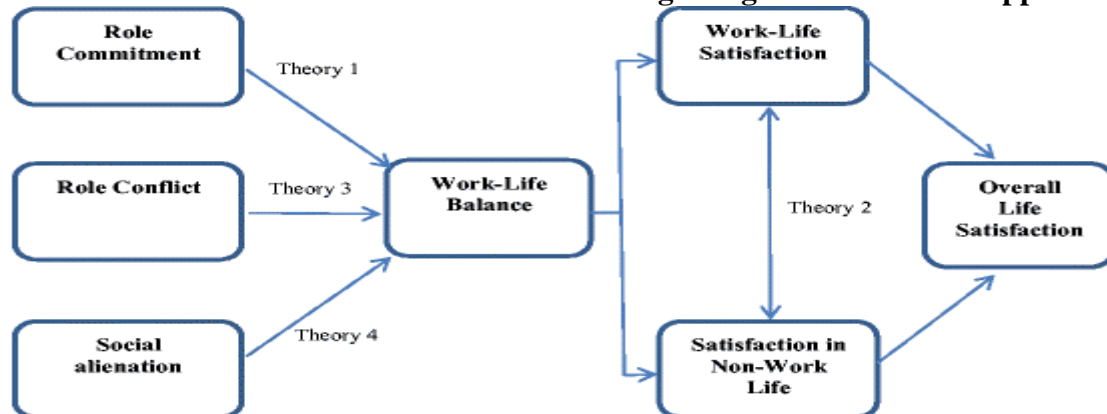 Role
Commitment
Theory 1
Work-Life
Satisfaction
Role Conflict
Theory 3
Work-Life
Balance
Theory 2
Overall
Life
Satisfaction
Social
alienation
Theory 4
Satisfaction in
Non-Work
Life